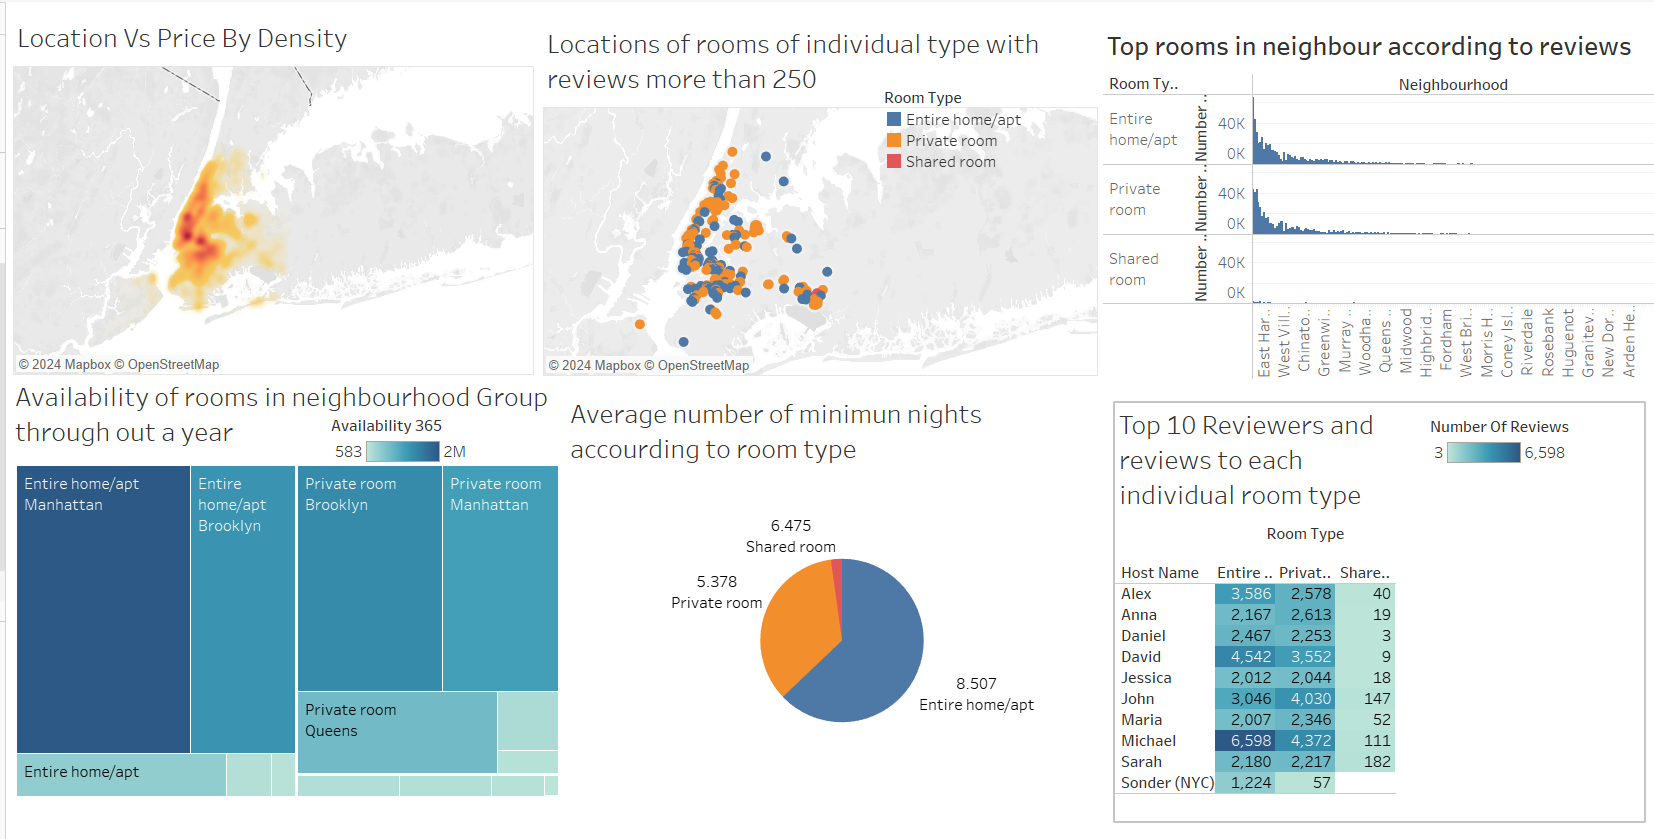 Location Vs Price By Density
© 2024 Mapbox © OpenStreetMap
Locations of rooms of individual type with
reviews more than 250
Room Type
Entire home/apt
Private room
Shared room
© 2024 Mapbox © OpenStreetMap
Top rooms in neighbour according to reviews
Room Ty..
Neighbourhood
Entire
home/apt
Number ..
40K
0K
Private
room
Number ..
40K
0K
Shared
room
Number ..
40K
0K
East Har..
West Vill..
Chinato..
Greenwi..
Murray ..
Woodha..
Queens ..
Midwood
Highbrid..
Fordham
West Bri..
Morris H..
Coney Isl..
Riverdale
Rosebank
Huguenot
Granitev..
New Dor..
Arden He..
Availability of rooms in neighbourhood Group
through out a year
Availability 365
583
2M
Entire home/apt
Manhattan
Entire
home/apt
Brooklyn
Private room
Brooklyn
Private room
Manhattan
Private room
Queens
Entire home/apt
Average number of minimun nights
accourding to room type
6.475
Shared room
5.378
Private room
8.507
Entire home/apt
Top 10 Reviewers and
reviews to each
individual room type
Number Of Reviews
3
6,598
Room Type
Host Name Entire .. Privat.. Share..
Alex 3,586 2,578 40
Anna 2,167 2,613 19
Daniel 2,467 2,253 3
David 4,542 3,552 9
Jessica 2,012 2,044 18
John 3,046 4,030 147
Maria 2,007 2,346 52
Michael 6,598 4,372 111
Sarah 2,180 2,217 182
Sonder (NYC) 1,224 57